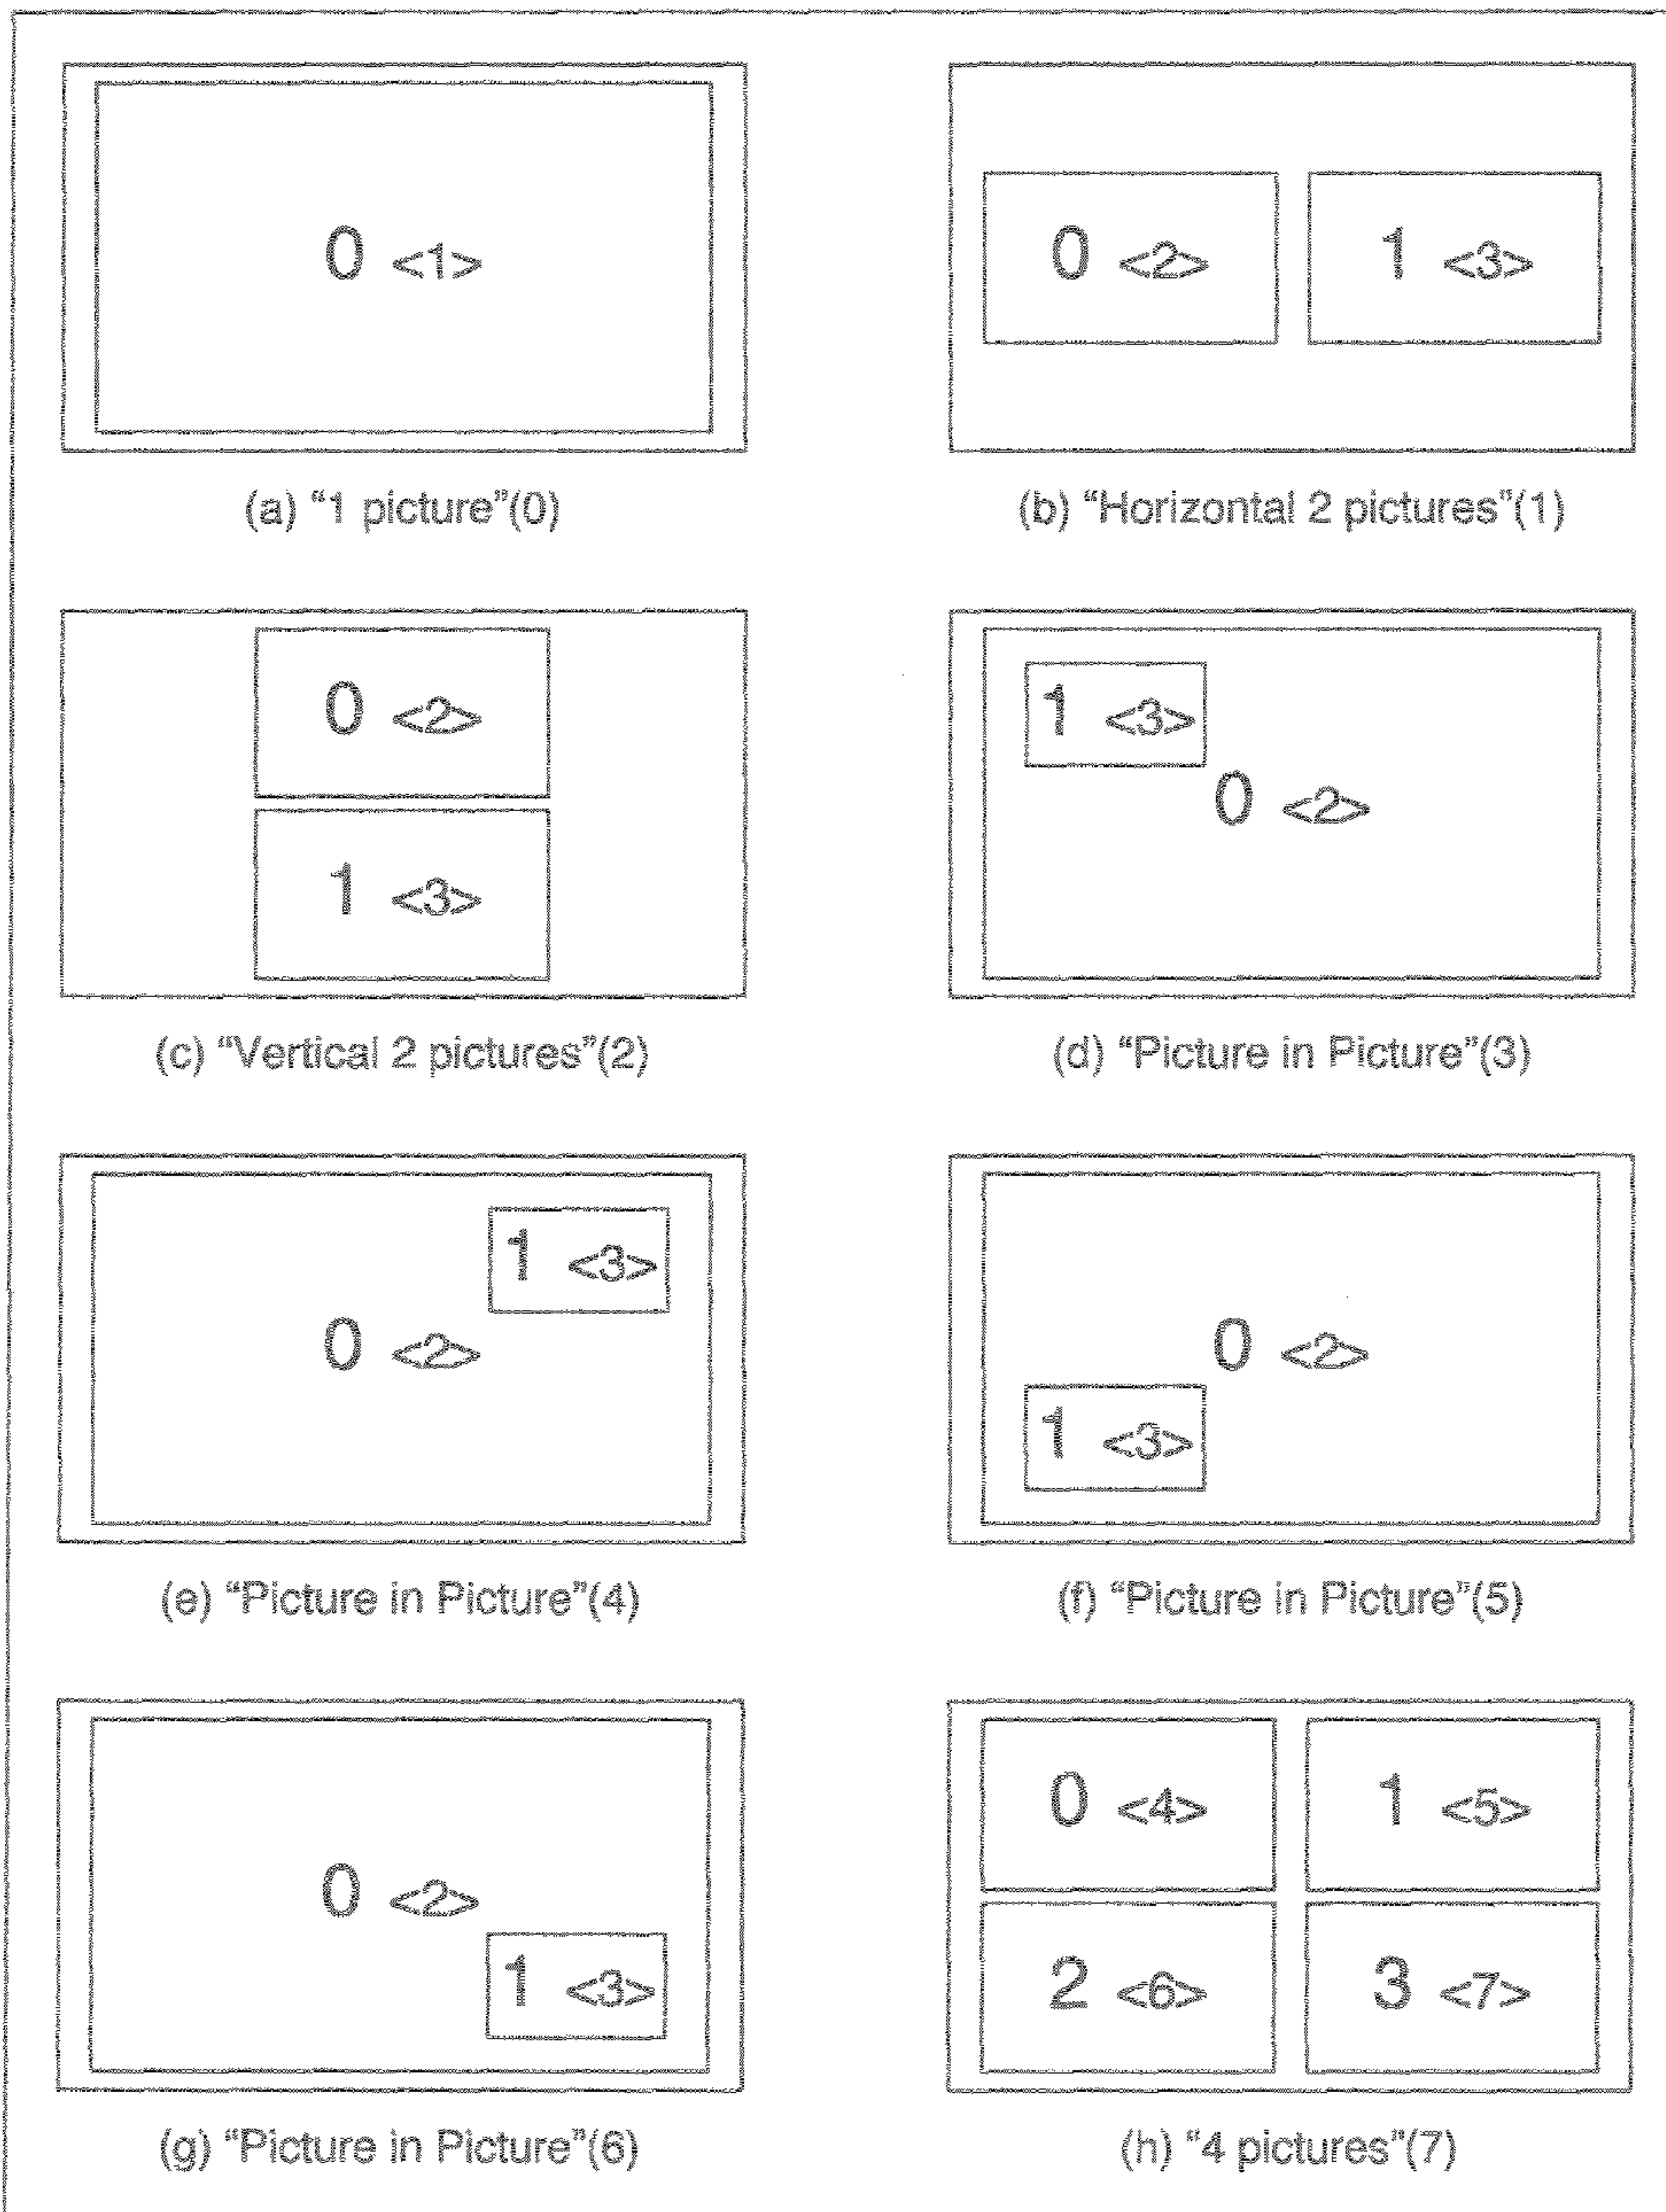 0 <1>
(a) “1 picture”(0)
0 <2> 1 <3>
(b) “Horizontal 2 pictures”(1)
0 <2>
1 <3>
(c) “Vertical 2 pictures”(2)
1 <3>
0 <2>
(d) “Picture in Picture”(3)
1 <3>
0 <2>
(e) “Picture in Picture”(4)
0 <2>
1 <3>
(f) “Picture in Picture”(5)
0 <2>
1 <3>
(g) “Picture in Picture”(6)
0 <4> 1 <5>
2 <6> 3 <7>
(h) “4 pictures”(7)